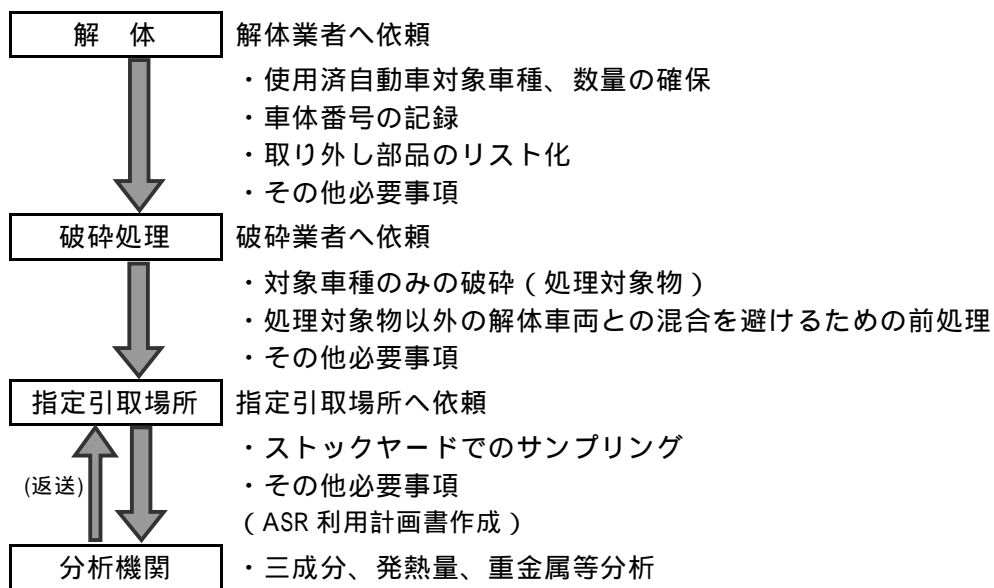 解 体 解体業者へ依頼
・使用済自動車対象車種、数量の確保
・車体番号の記録
・取り外し部品のリスト化
・その他必要事項
破砕処理 破砕業者へ依頼
・対象車種のみの破砕(処理対象物)
・処理対象物以外の解体車両との混合を避けるための前処理
・その他必要事項
指定引取場所 指定引取場所へ依頼
・ストックヤードでのサンプリング
(返送) ・その他必要事項
(ASR 利用計画書作成)
分析機関 ・三成分、発熱量、重金属等分析